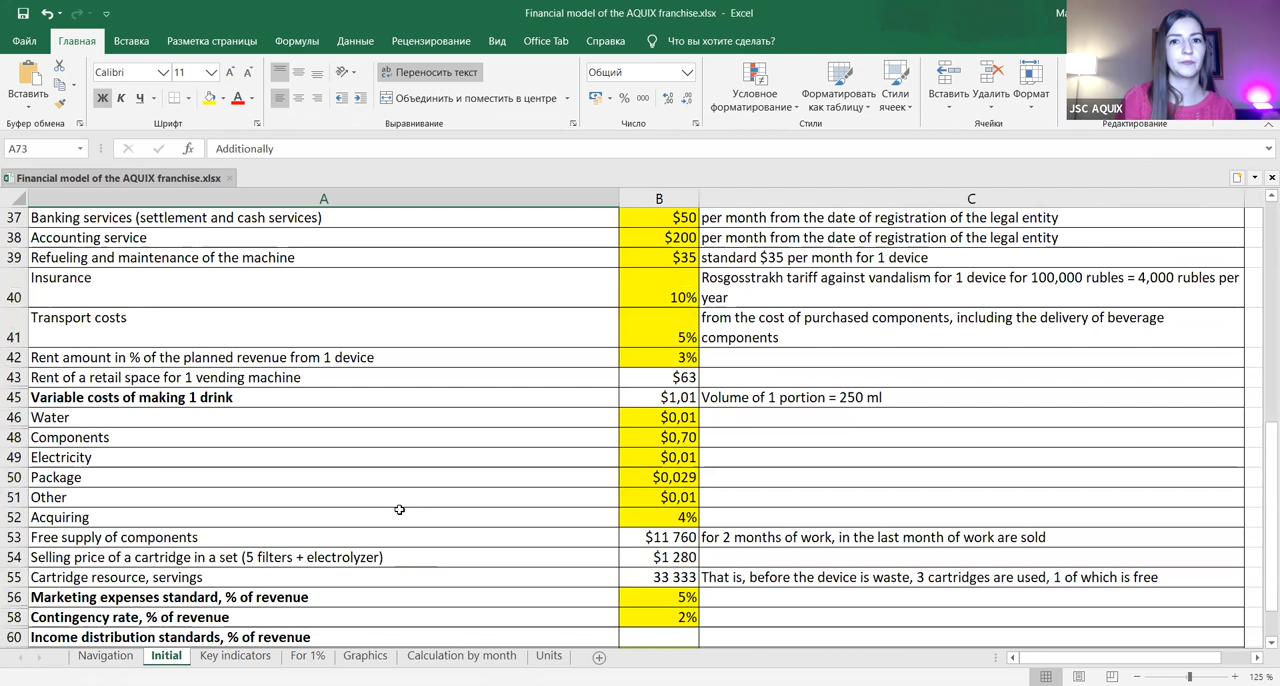 Financial model of the AQUIX franchise.xlsx - Excel
Файл Главная Вставка Разметка страницы Формулы Данные Рецензирование Вид Office Tab Справка Что вы хотите сделать?
Вставить
Calibri 11
Ж К Ч
Переносить текст
Объединить и поместить в центре
Общий
% 000
Условное форматирование
Форматировать как таблицу
Стили ячеек
Вставить Удалить Формат
JSC AQUIX
Буфер обмена Шрифт Выравнивание Число Стили Ячейки Редактирование
A73 fx Additionally
Financial model of the AQUIX franchise.xlsx
A B C
37 Banking services (settlement and cash services) $50 per month from the date of registration of the legal entity
38 Accounting service $200 per month from the date of registration of the legal entity
39 Refueling and maintenance of the machine $35 standard $35 per month for 1 device
40 Insurance 10% Rosgosstrakh tariff against vandalism for 1 device for 100,000 rubles = 4,000 rubles per
year
41 Transport costs 5% from the cost of purchased components, including the delivery of beverage
components
42 Rent amount in % of the planned revenue from 1 device 3%
43 Rent of a retail space for 1 vending machine $63
45 Variable costs of making 1 drink $1,01 Volume of 1 portion = 250 ml
46 Water $0,01
48 Components $0,70
49 Electricity $0,01
50 Package $0,029
51 Other $0,01
52 Acquiring 4%
53 Free supply of components $11 760 for 2 months of work, in the last month of work are sold
54 Selling price of a cartridge in a set (5 filters + electrolyzer) $1 280
55 Cartridge resource, servings 33 333 That is, before the device is waste, 3 cartridges are used, 1 of which is free
56 Marketing expenses standard, % of revenue 5%
58 Contingency rate, % of revenue 2%
60 Income distribution standards, % of revenue
Navigation Initial Key indicators For 1% Graphics Calculation by month Units
125 %